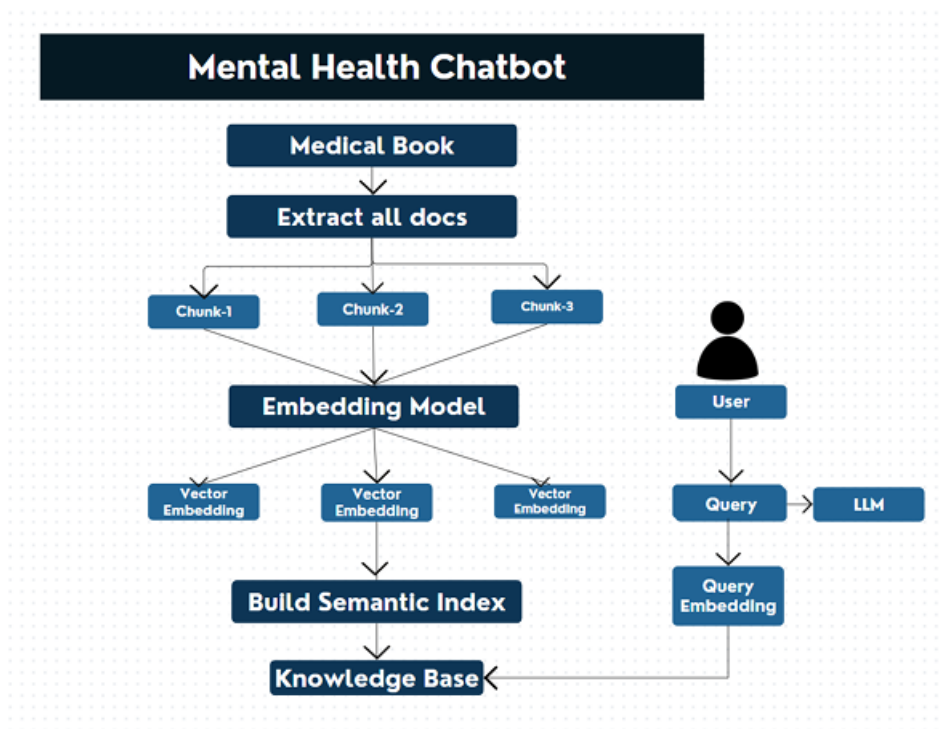 Mental Health Chatbot
Medical Book
Extract all docs
Chunk-1
Chunk-2
Chunk-3
Embedding Model
User
Vector
Embedding
Vector
Embedding
Vector
Embedding
Query
LLM
Build Semantic Index
Query
Embedding
Knowledge Base